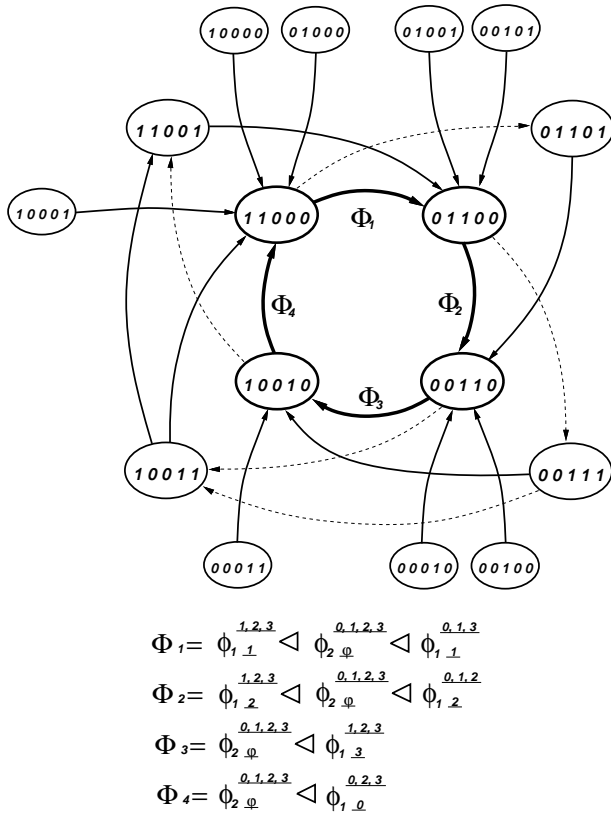 10000 01000 01001 00101
11001 01101
10001 11000 Φ1 01100
Φ4 Φ2
10010 Φ3 00110
10011 00111
00011 00010 00100
Φ1 = ϕ1 1,2,3 1 ◁ ϕ2 0,1,2,3 φ ◁ ϕ1 0,1,3 1
Φ2 = ϕ1 1,2,3 2 ◁ ϕ2 0,1,2,3 φ ◁ ϕ1 0,1,2 2
Φ3 = ϕ2 0,1,2,3 φ ◁ ϕ1 1,2,3 3
Φ4 = ϕ2 0,1,2,3 φ ◁ ϕ1 0,2,3 0